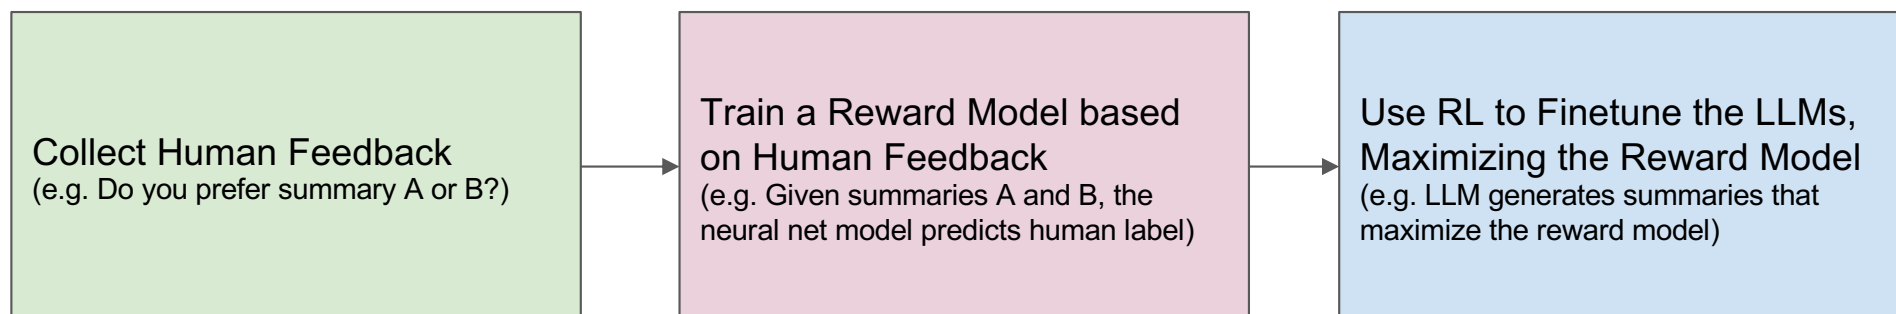 Collect Human Feedback
(e.g. Do you prefer summary A or B?)
Train a Reward Model based
on Human Feedback
(e.g. Given summaries A and B, the
neural net model predicts human label)
Use RL to Finetune the LLMs,
Maximizing the Reward Model
(e.g. LLM generates summaries that
maximize the reward model)